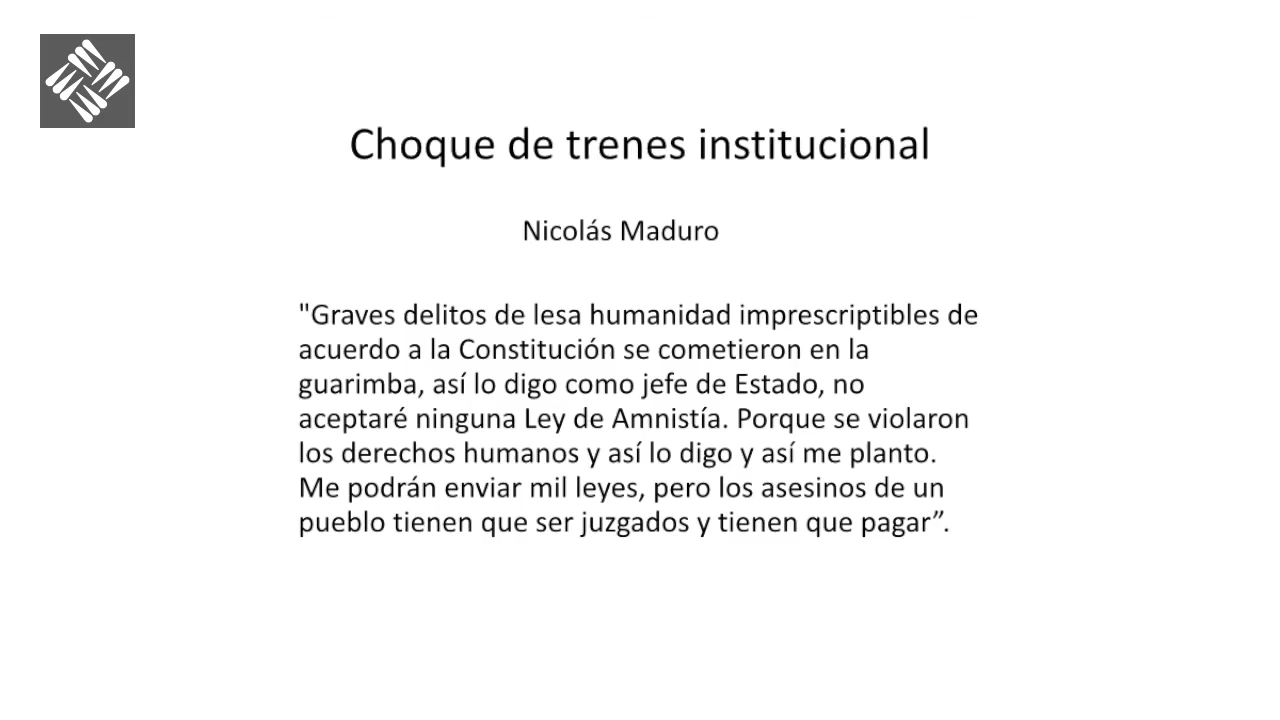 Choque de trenes institucional
Nicolás Maduro
"Graves delitos de lesa humanidad imprescriptibles de
acuerdo a la Constitución se cometieron en la
guarimba, así lo digo como jefe de Estado, no
aceptaré ninguna Ley de Amnistía. Porque se violaron
los derechos humanos y así lo digo y así me planto.
Me podrán enviar mil leyes, pero los asesinos de un
pueblo tienen que ser juzgados y tienen que pagar”.